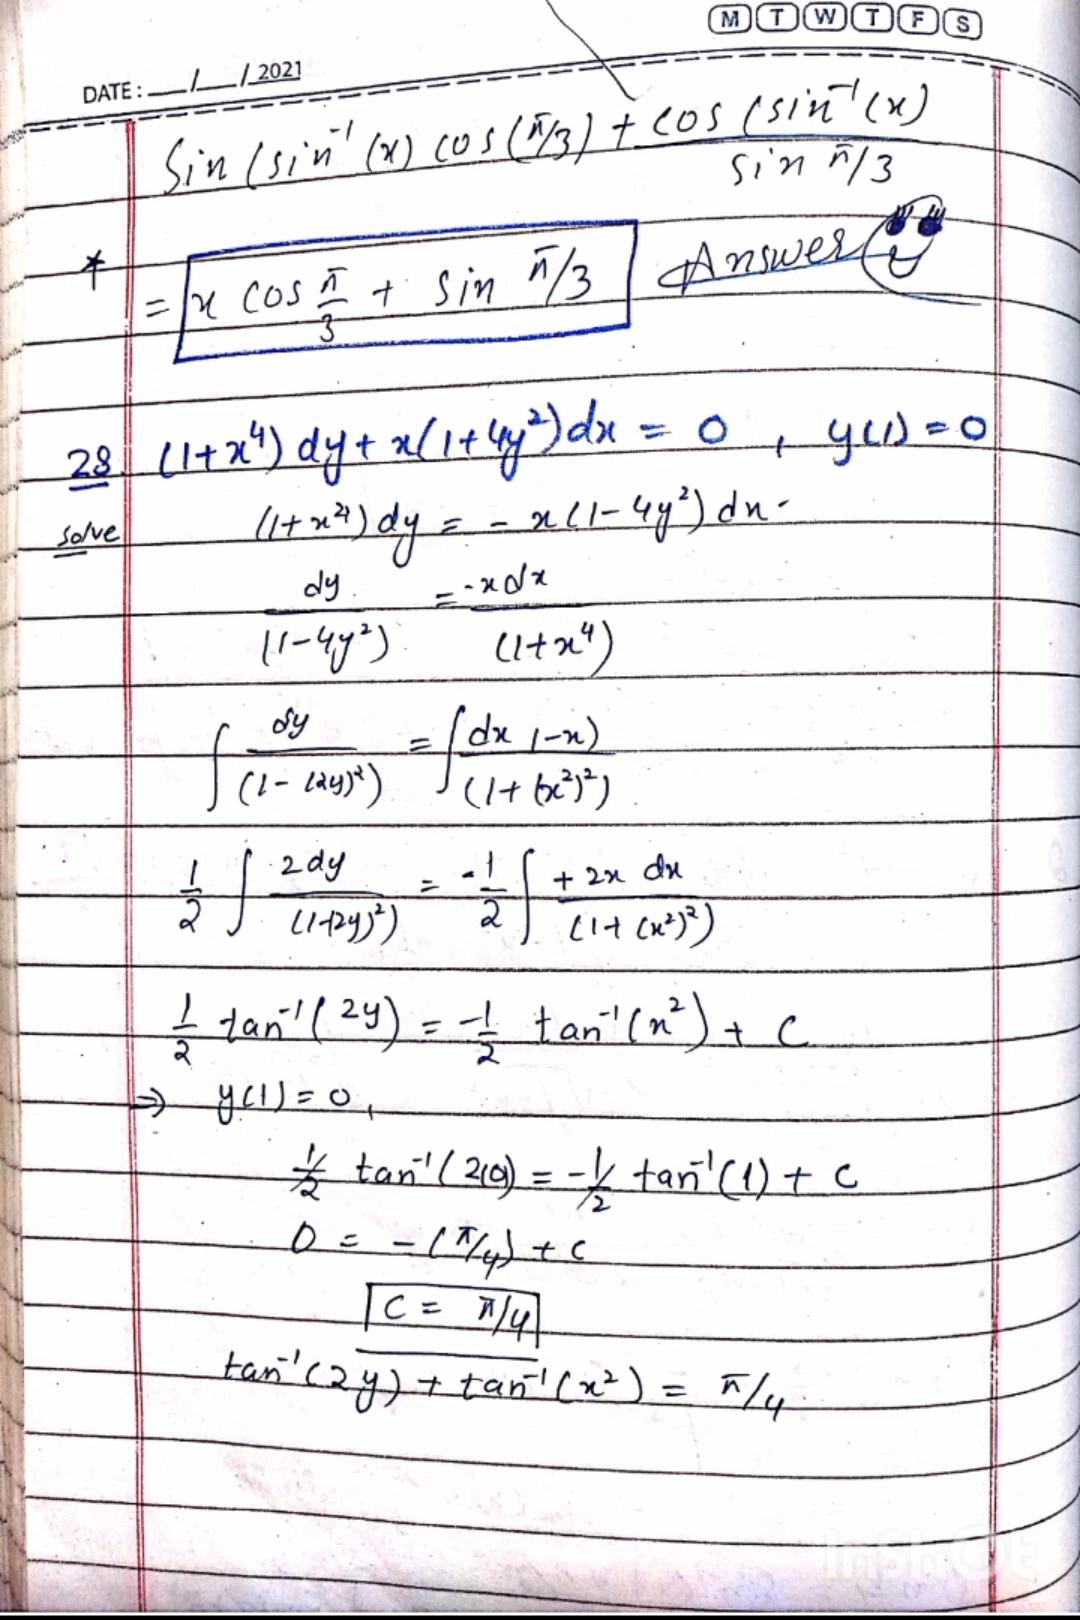 M T W T F S
DATE: __/__/2021
Sin (sin⁻¹(x) cos(π/3) + cos (sin⁻¹(x)
sin π/3
* = x cos π/3 + sin π/3 Answer
28 (1+x⁴) dy + x(1+4y²)dx = 0 , y(1)=0
Solve (1+x⁴) dy = - x(1-4y²) dx.
dy/(1-4y²) = -x dx/(1+x⁴)
∫ dy/(1-(2y)²) = ∫ dx (-x)/(1+(x²)²)
1/2 ∫ 2dy/(1+2y)²) = -1/2 ∫ +2x dx/(1+(x²)²)
1/2 tan⁻¹(2y) = -1/2 tan⁻¹(x²) + C
⇒ y(1)=0,
1/2 tan⁻¹(2(0) = -1/2 tan⁻¹(1) + C
0 = -(π/4) + C
C = π/4
tan⁻¹(2y) + tan⁻¹(x²) = π/4
InShOt